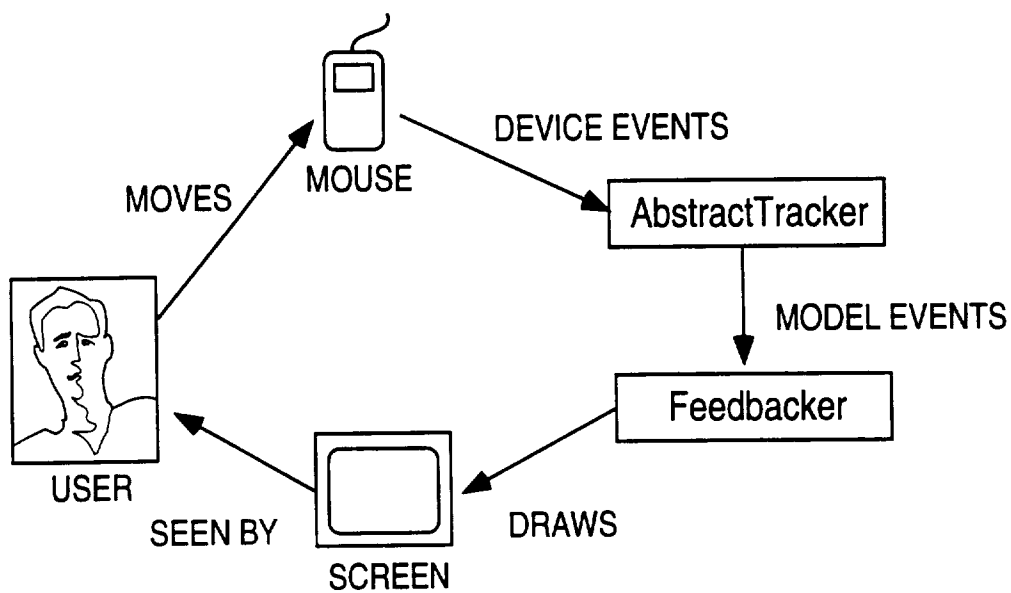 DEVICE EVENTS
MOUSE
MOVES
AbstractTracker
MODEL EVENTS
Feedbacker
USER
SEEN BY
DRAWS
SCREEN